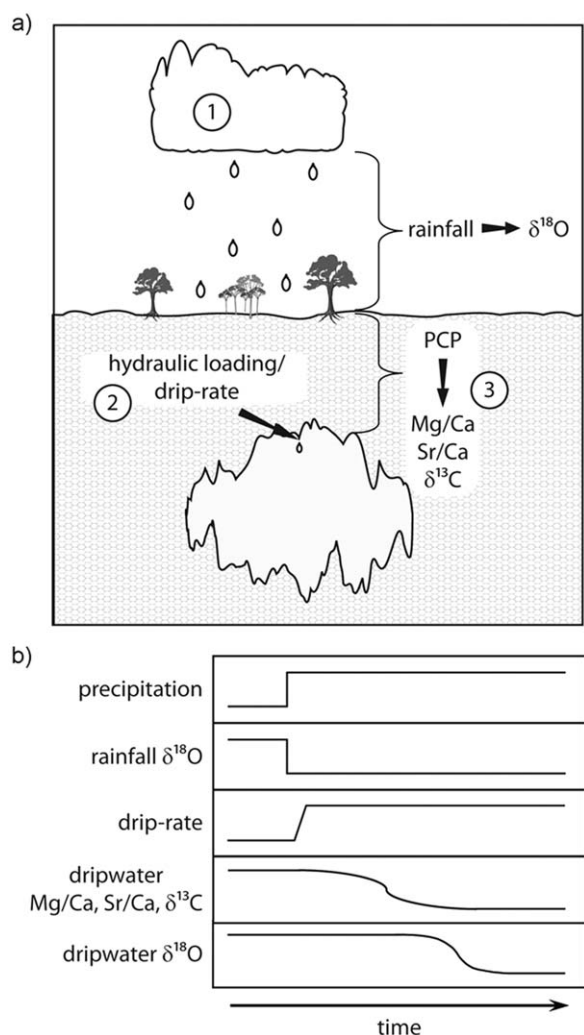 a)
1
rainfall δ¹⁸O
hydraulic loading/
drip-rate
2
PCP
3
Mg/Ca
Sr/Ca
δ¹³C
b)
precipitation
rainfall δ¹⁸O
drip-rate
dripwater
Mg/Ca, Sr/Ca, δ¹³C
dripwater δ¹⁸O
time